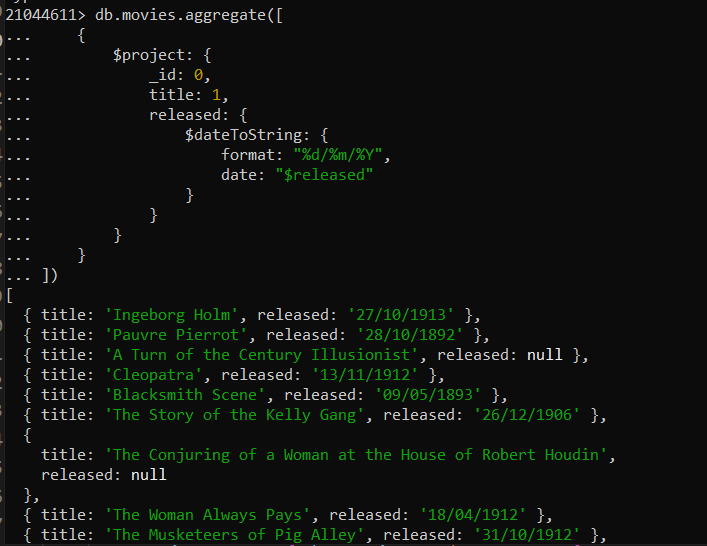 21044611> db.movies.aggregate([
... {
... $project: {
... _id: 0,
... title: 1,
... released: {
... $dateToString: {
... format: "%d/%m/%Y",
... date: "$released"
... }
... }
... }
... }
... ])
[
{ title: 'Ingeborg Holm', released: '27/10/1913' },
{ title: 'Pauvre Pierrot', released: '28/10/1892' },
{ title: 'A Turn of the Century Illusionist', released: null },
{ title: 'Cleopatra', released: '13/11/1912' },
{ title: 'Blacksmith Scene', released: '09/05/1893' },
{ title: 'The Story of the Kelly Gang', released: '26/12/1906' },
{
title: 'The Conjuring of a Woman at the House of Robert Houdin',
released: null
},
{ title: 'The Woman Always Pays', released: '18/04/1912' },
{ title: 'The Musketeers of Pig Alley', released: '31/10/1912' },